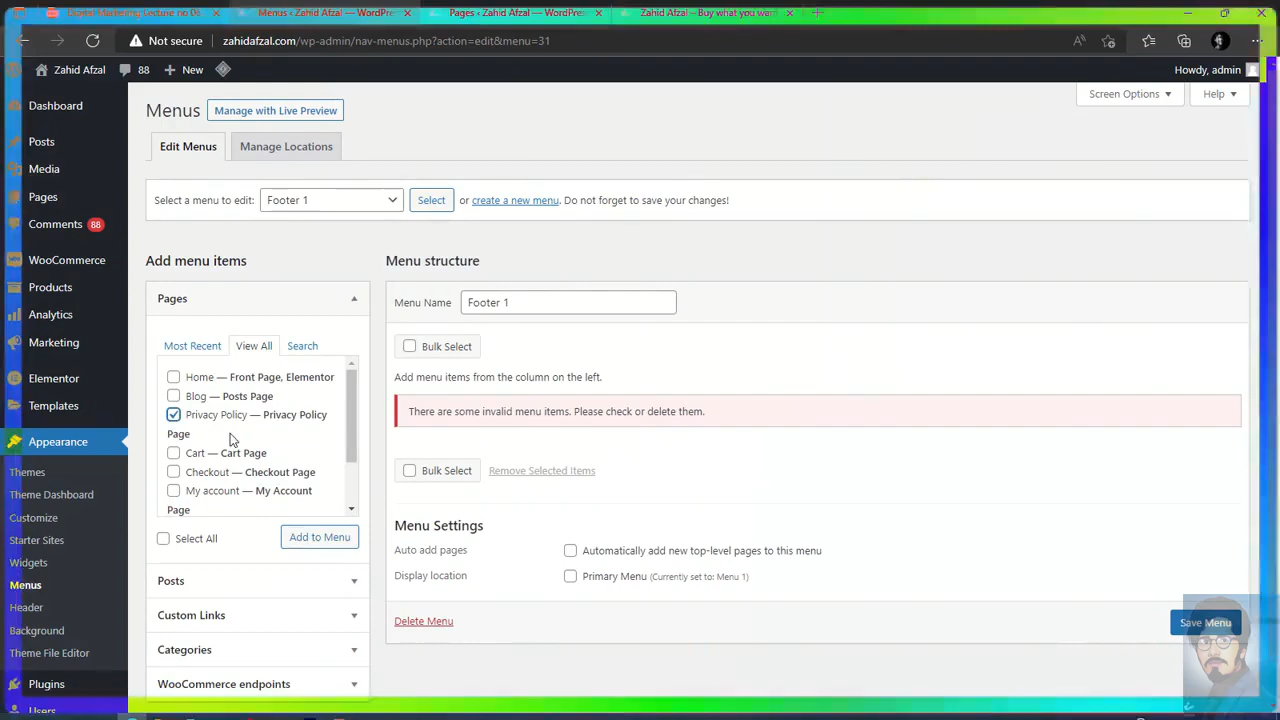 Digital Marketing Lecture no 06
Menus ‹ Zahid Afzal — WordPre
Pages ‹ Zahid Afzal — WordPre
Zahid Afzal – Buy what you want
Not secure
zahidafzal.com/wp-admin/nav-menus.php?action=edit&menu=31
Zahid Afzal
88
New
Howdy, admin
Dashboard
Posts
Media
Pages
Comments 88
WooCommerce
Products
Analytics
Marketing
Elementor
Templates
Appearance
Themes
Theme Dashboard
Customize
Starter Sites
Widgets
Menus
Header
Background
Theme File Editor
Plugins
Users
Screen Options
Help
Menus
Manage with Live Preview
Edit Menus
Manage Locations
Select a menu to edit:
Footer 1
Select
or create a new menu. Do not forget to save your changes!
Add menu items
Pages
Most Recent
View All
Search
Home — Front Page, Elementor
Blog — Posts Page
Privacy Policy — Privacy Policy
Page
Cart — Cart Page
Checkout — Checkout Page
My account — My Account
Page
Select All
Add to Menu
Posts
Custom Links
Categories
WooCommerce endpoints
Menu structure
Menu Name
Footer 1
Bulk Select
Add menu items from the column on the left.
There are some invalid menu items. Please check or delete them.
Bulk Select
Remove Selected Items
Menu Settings
Auto add pages
Automatically add new top-level pages to this menu
Display location
Primary Menu (Currently set to: Menu 1)
Delete Menu
Save Menu